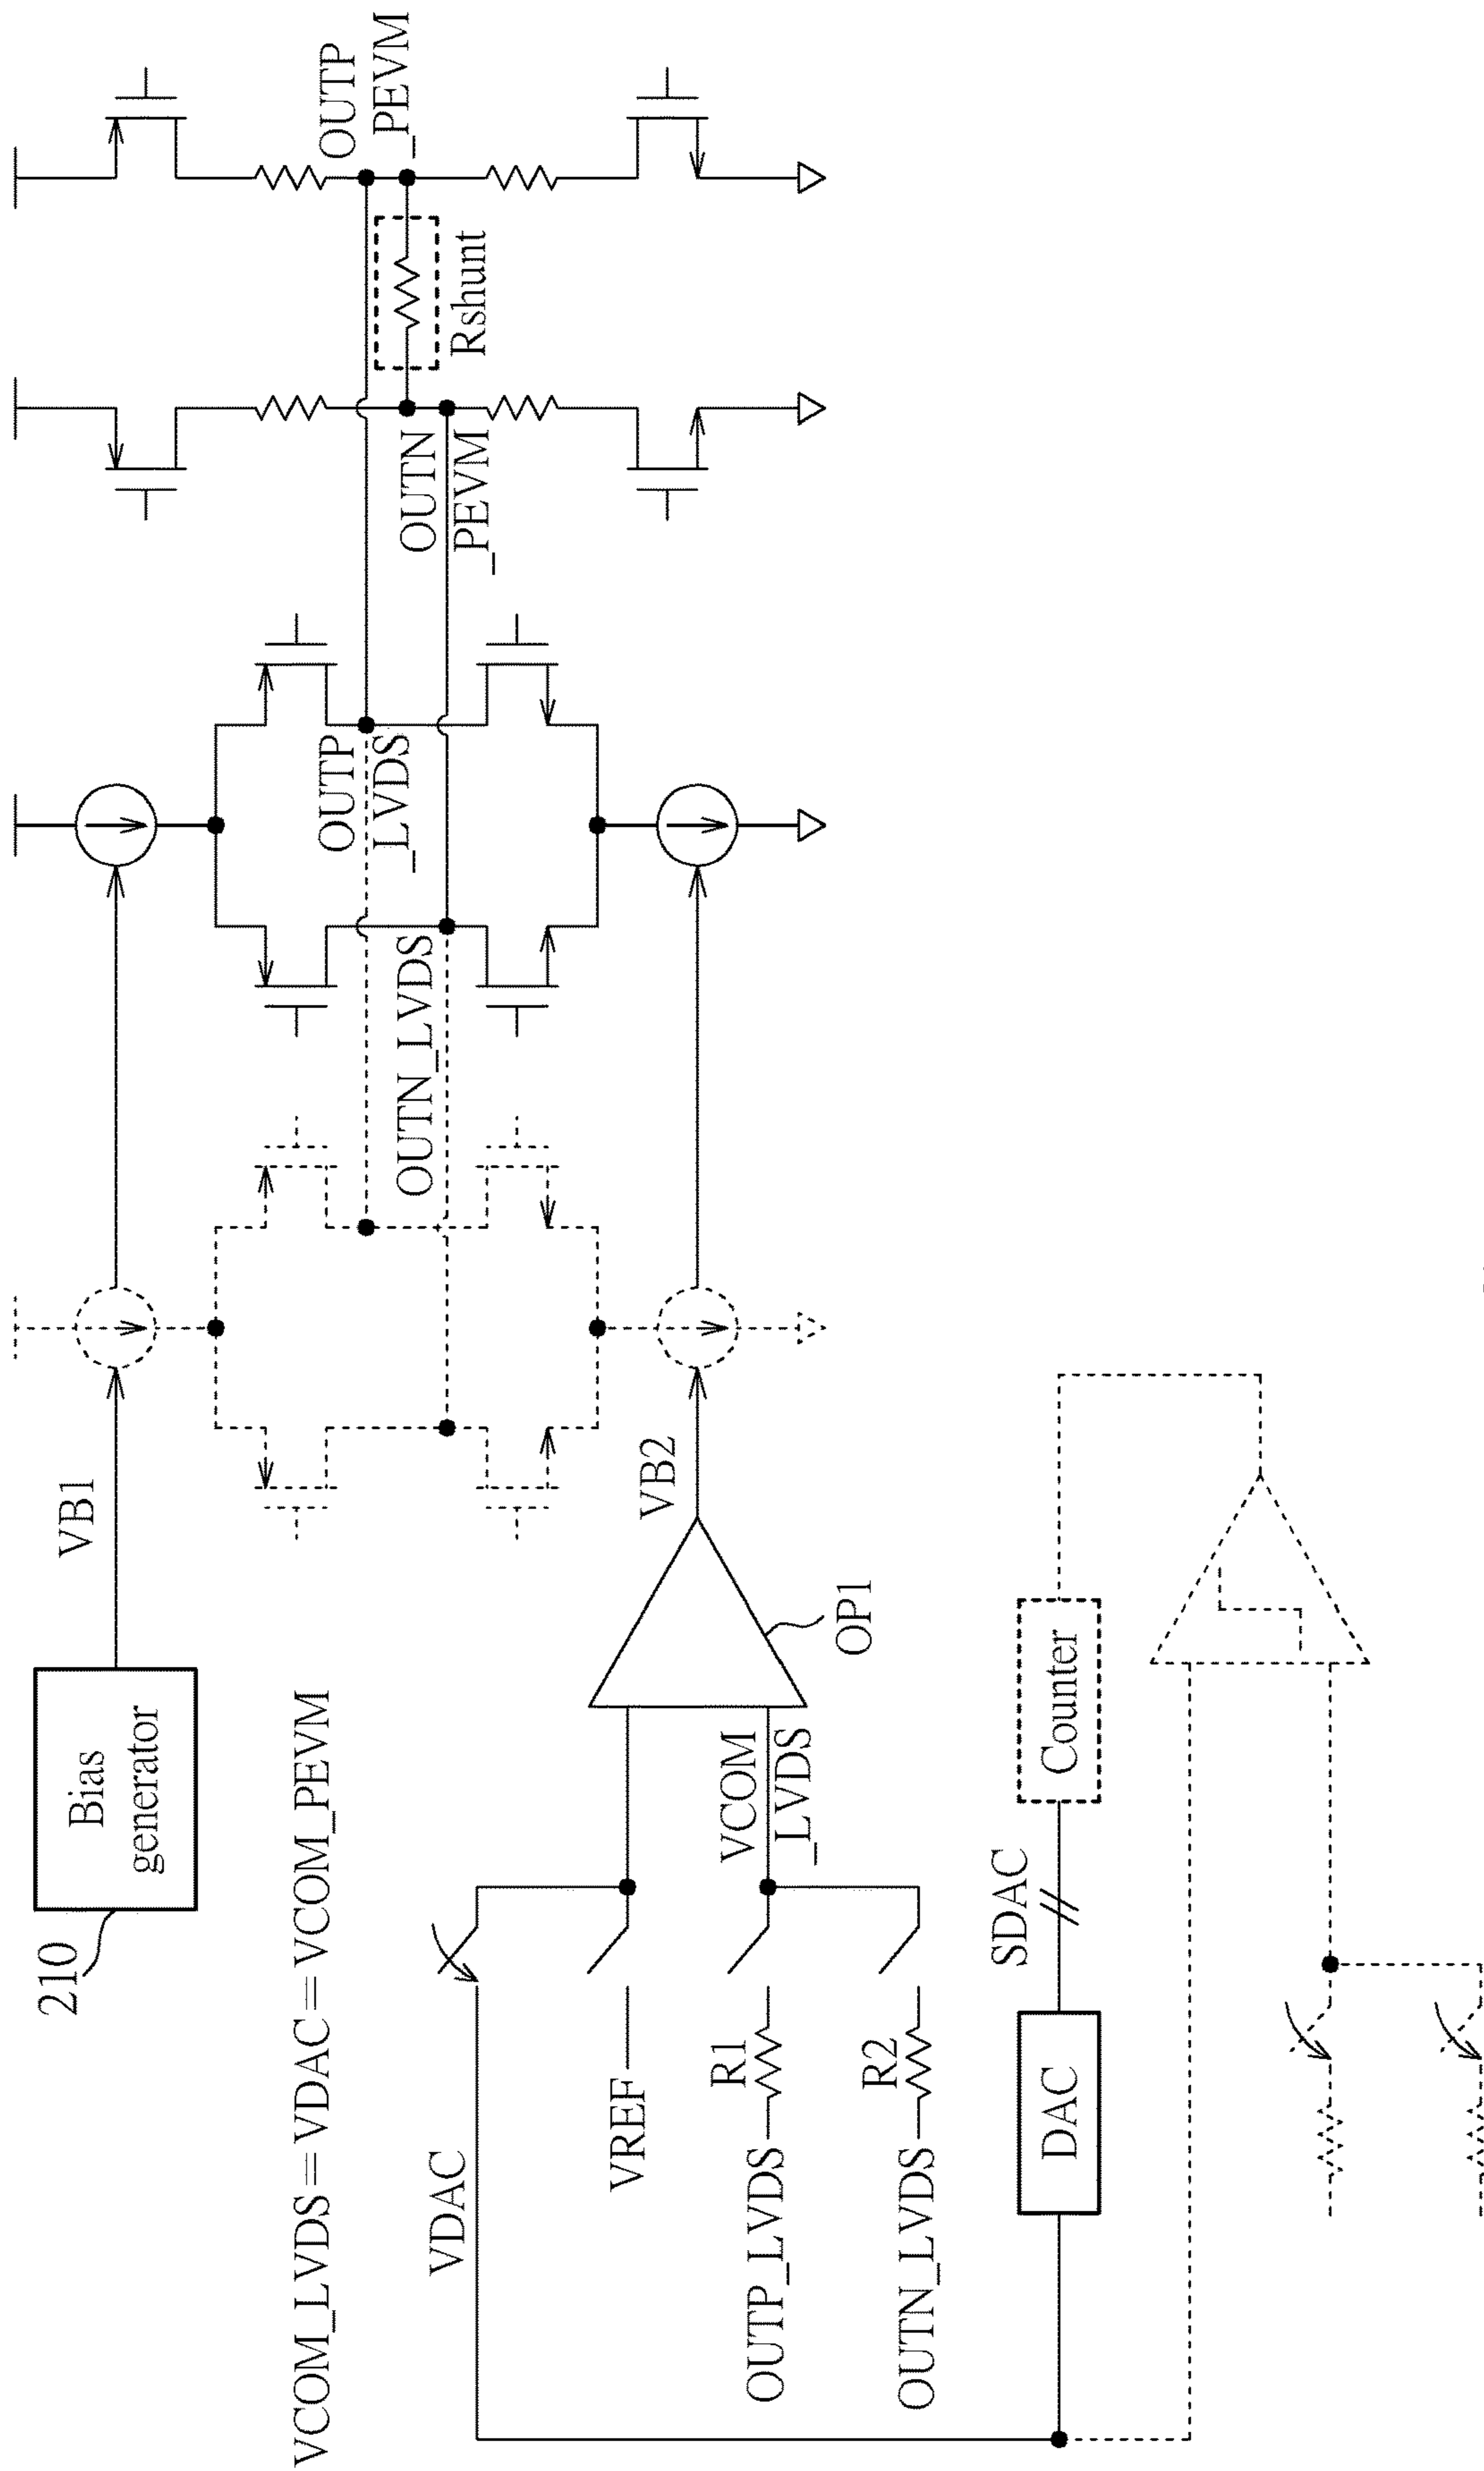 210
Bias
generator
VB1
VCOM_LVDS=VDAC=VCOM_PEVM
VDAC
VREF
OUTP_LVDS
R1
OUTN_LVDS
R2
VCOM
_LVDS
OP1
VB2
OUTN_LVDS
OUTP
_LVDS
OUTN
_PEVM
OUTP
_PEVM
Rshunt
DAC
SDAC
Counter